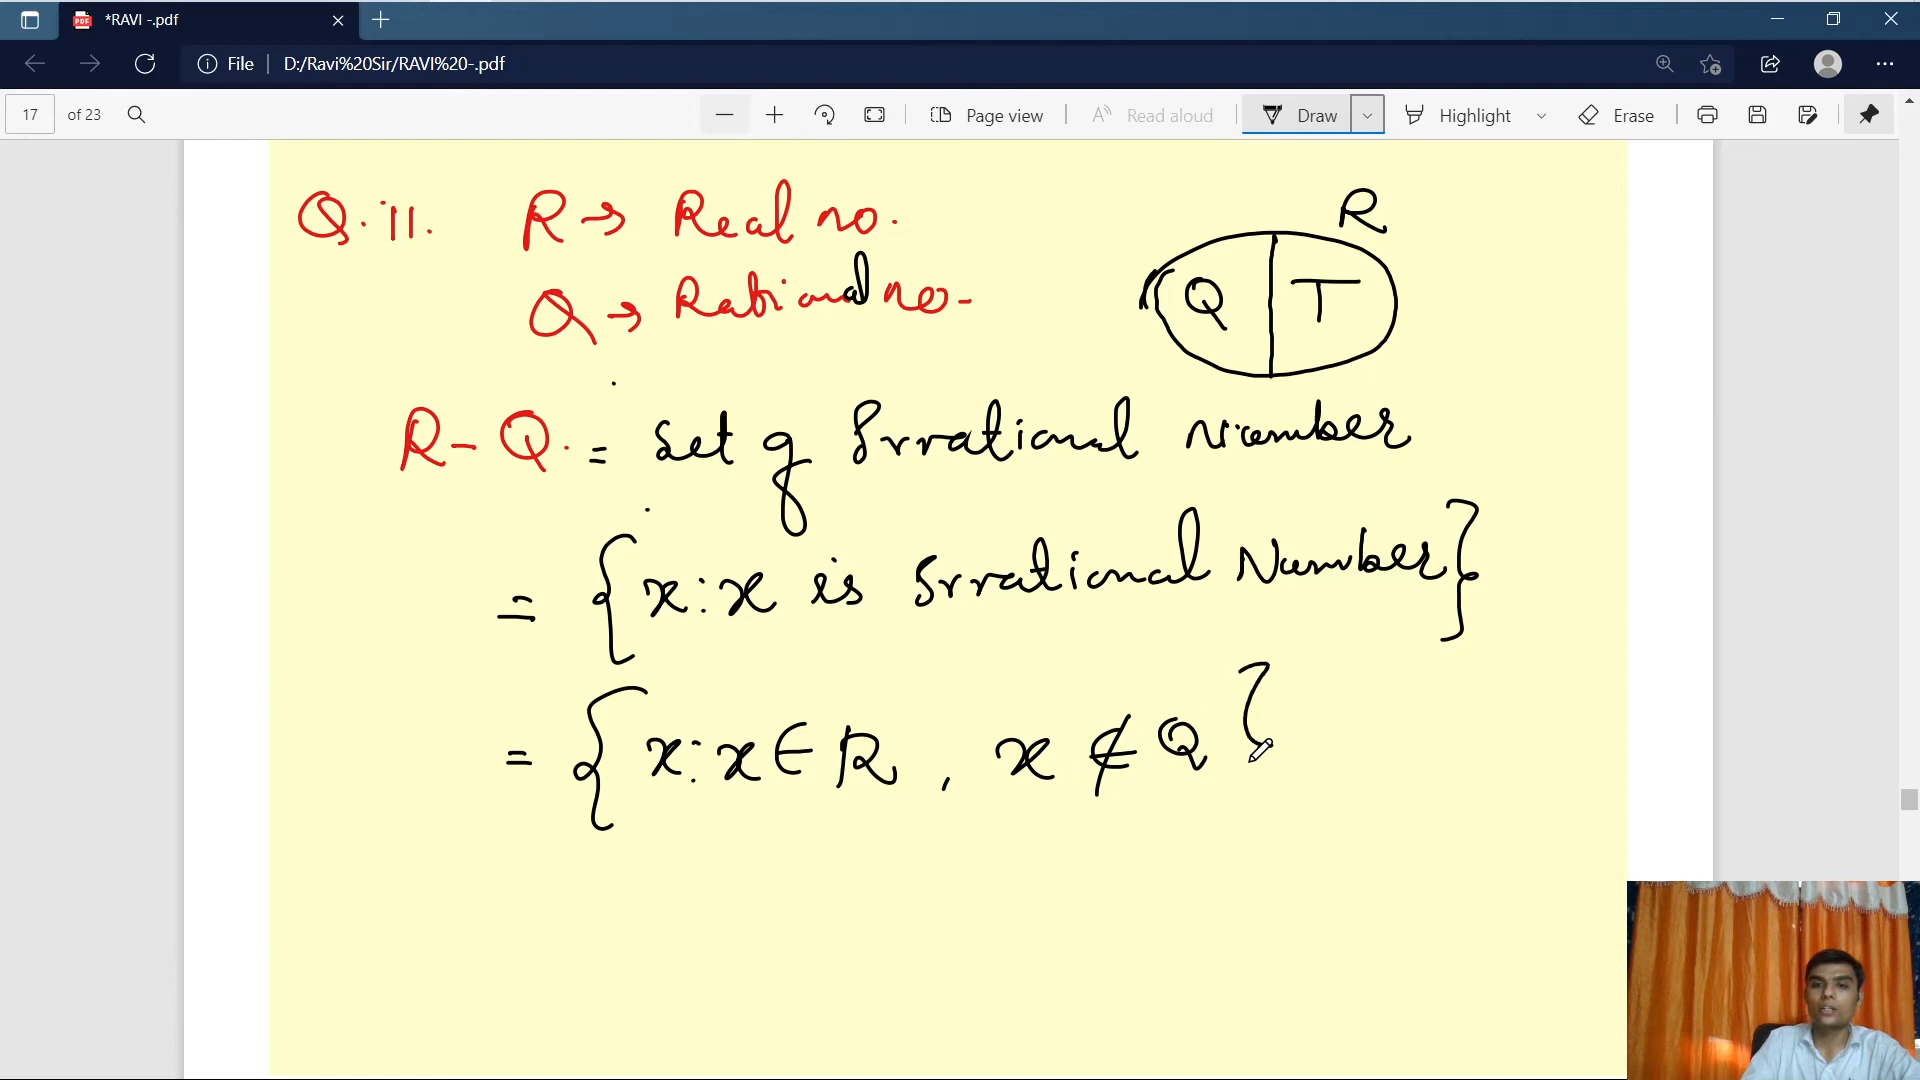 *RAVI -.pdf
File D:/Ravi%20Sir/RAVI%20-.pdf
17 of 23 Page view Read aloud Draw Highlight Erase
Q.11. R → Real no.
Q → Rational no-
R
Q T
R - Q. = Set of Irrational Number
= {x:x is Irrational Number}
= {x:x ∈ R, x ∉ Q}